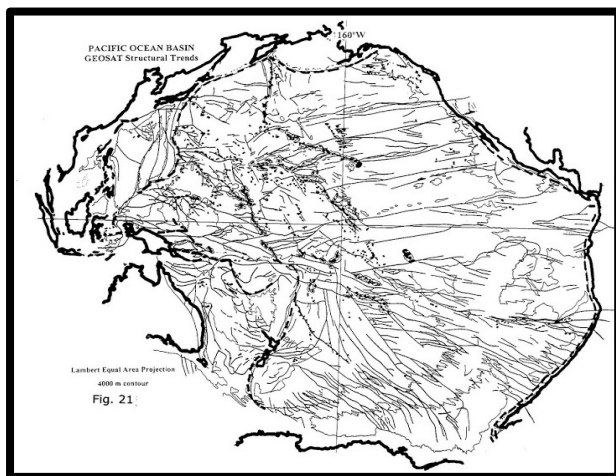 PACIFIC OCEAN BASIN
GEOSAT Structural Trends
160°W
Lambert Equal Area Projection
4000 m contour
Fig. 21